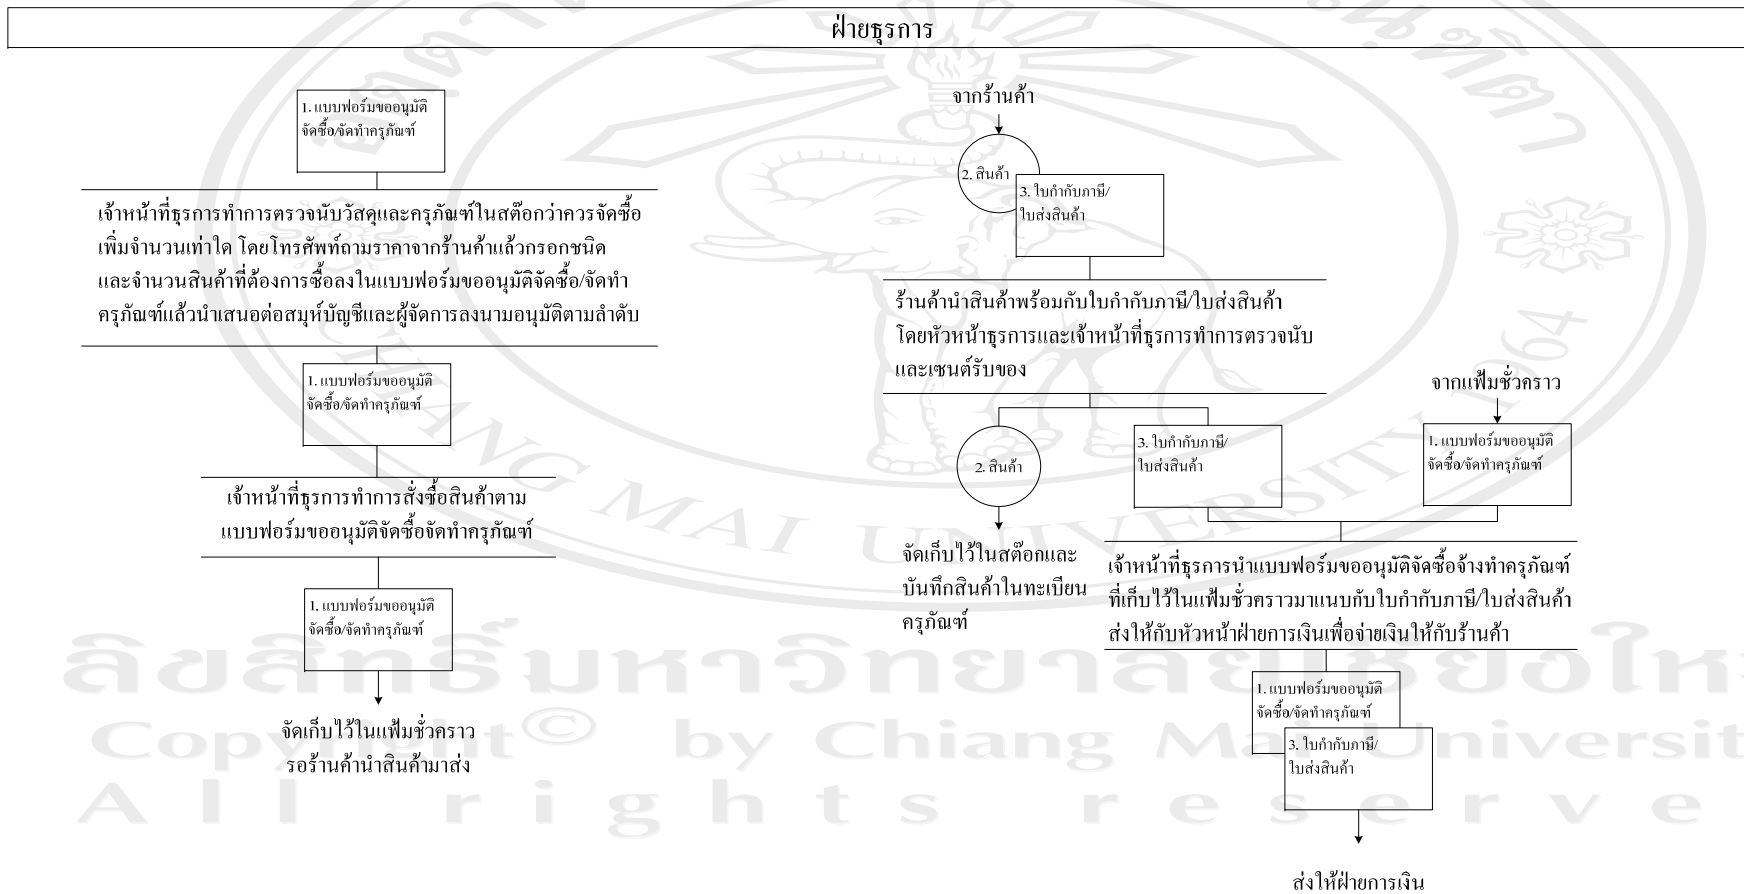 ฝ่ายธุรการ
1. แบบฟอร์มขออนุมัติ
จัดซื้อ/จัดทำครุภัณฑ์
เจ้าหน้าที่ธุรการทำการตรวจนับวัสดุและครุภัณฑ์ในสต๊อกว่าควรจัดซื้อ
เพิ่มจำนวนเท่าใด โดยโทรศัพท์ถามราคาจากร้านค้าแล้วกรอกชนิด
และจำนวนสินค้าที่ต้องการซื้อลงในแบบฟอร์มขออนุมัติจัดซื้อ/จัดทำ
ครุภัณฑ์แล้วนำเสนอต่อสมุห์บัญชีและผู้จัดการลงนามอนุมัติตามลำดับ
1. แบบฟอร์มขออนุมัติ
จัดซื้อ/จัดทำครุภัณฑ์
เจ้าหน้าที่ธุรการทำการสั่งซื้อสินค้าตาม
แบบฟอร์มขออนุมัติจัดซื้อจัดทำครุภัณฑ์
1. แบบฟอร์มขออนุมัติ
จัดซื้อ/จัดทำครุภัณฑ์
จัดเก็บไว้ในแฟ้มชั่วคราว
รอร้านค้านำสินค้ามาส่ง
จากร้านค้า
2. สินค้า
3. ใบกำกับภาษี/
ใบส่งสินค้า
ร้านค้านำสินค้าพร้อมกับใบกำกับภาษี/ใบส่งสินค้า
โดยหัวหน้าธุรการและเจ้าหน้าที่ธุรการทำการตรวจนับ
และเซนต์รับของ
2. สินค้า
3. ใบกำกับภาษี/
ใบส่งสินค้า
จากแฟ้มชั่วคราว
1. แบบฟอร์มขออนุมัติ
จัดซื้อ/จัดทำครุภัณฑ์
จัดเก็บไว้ในสต๊อกและ
บันทึกสินค้าในทะเบียน
ครุภัณฑ์
เจ้าหน้าที่ธุรการนำแบบฟอร์มขออนุมัติจัดซื้อจ้างทำครุภัณฑ์
ที่เก็บไว้ในแฟ้มชั่วคราวมาแนบกับใบกำกับภาษี/ใบส่งสินค้า
ส่งให้กับหัวหน้าฝ่ายการเงินเพื่อจ่ายเงินให้กับร้านค้า
1. แบบฟอร์มขออนุมัติ
จัดซื้อ/จัดทำครุภัณฑ์
3. ใบกำกับภาษี/
ใบส่งสินค้า
ส่งให้ฝ่ายการเงิน
CHIANG MAI UNIVERSITY 1964
ลิขสิทธิ์มหาวิทยาลัยเชียงให
Copyright© by Chiang Mai Universit
All rights reserve